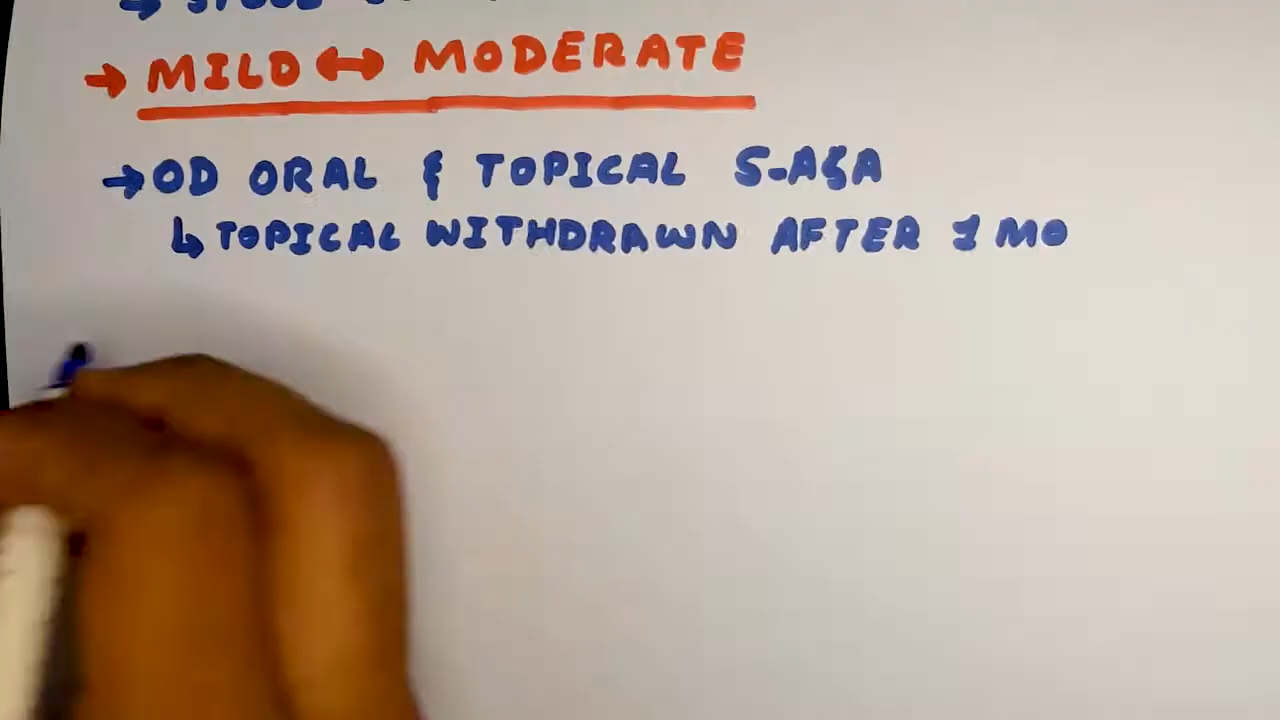 → MILD ↔ MODERATE
→ OD ORAL & TOPICAL 5-ASA
↳ TOPICAL WITHDRAWN AFTER 1 MO